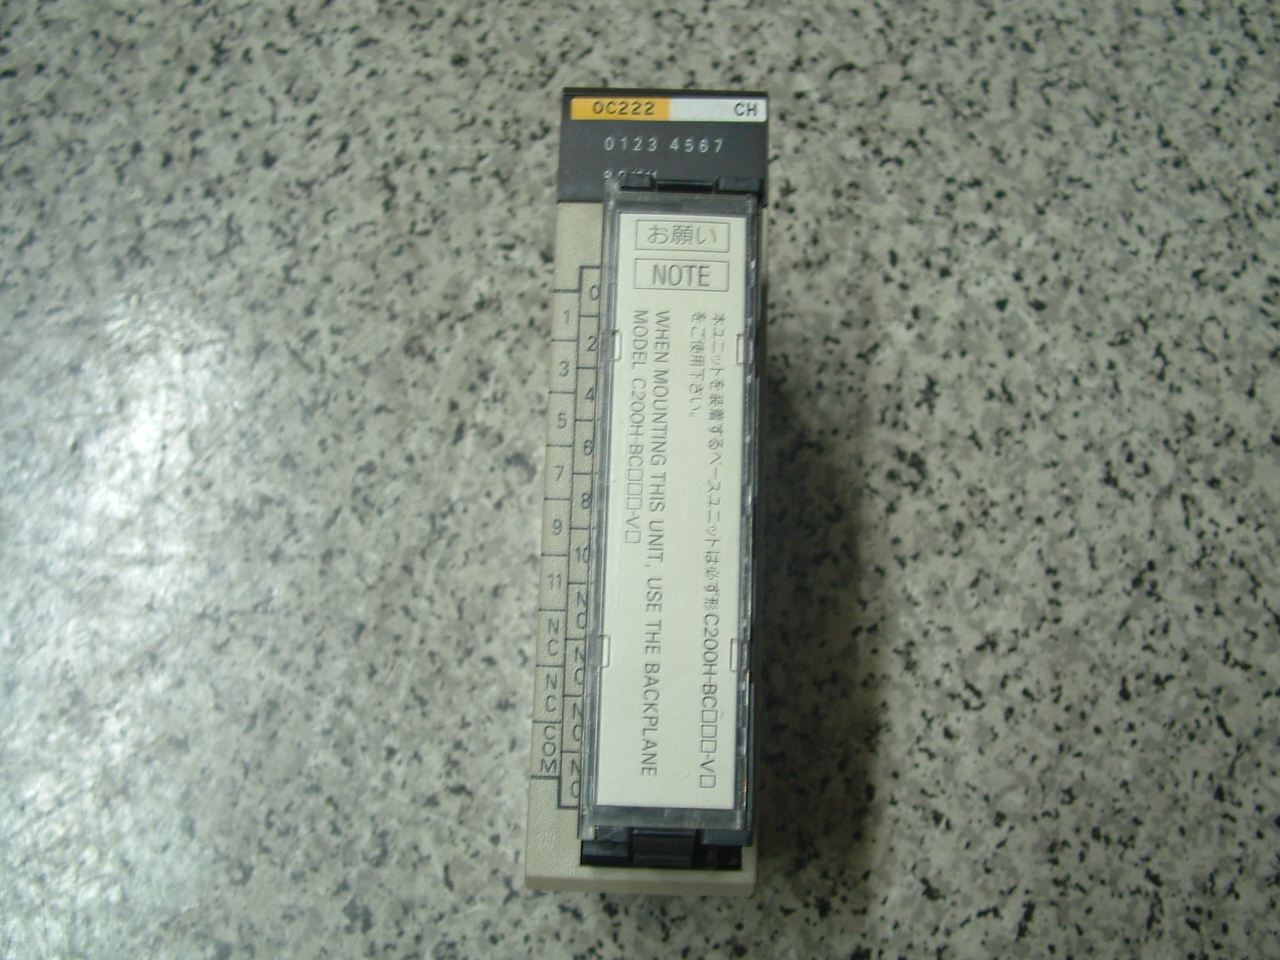 OC222 CH
0123 4567
お願い
NOTE
本ユニットを装着するベースユニットは必ず形C200H-BC□□□-V□
をご使用下さい。
WHEN MOUNTING THIS UNIT, USE THE BACKPLANE
MODEL C200H-BC□□□-V□
0
1
2
3
4
5
6
7
8
9
10
11
NC
NC
NC
NC
NC
COM
NC